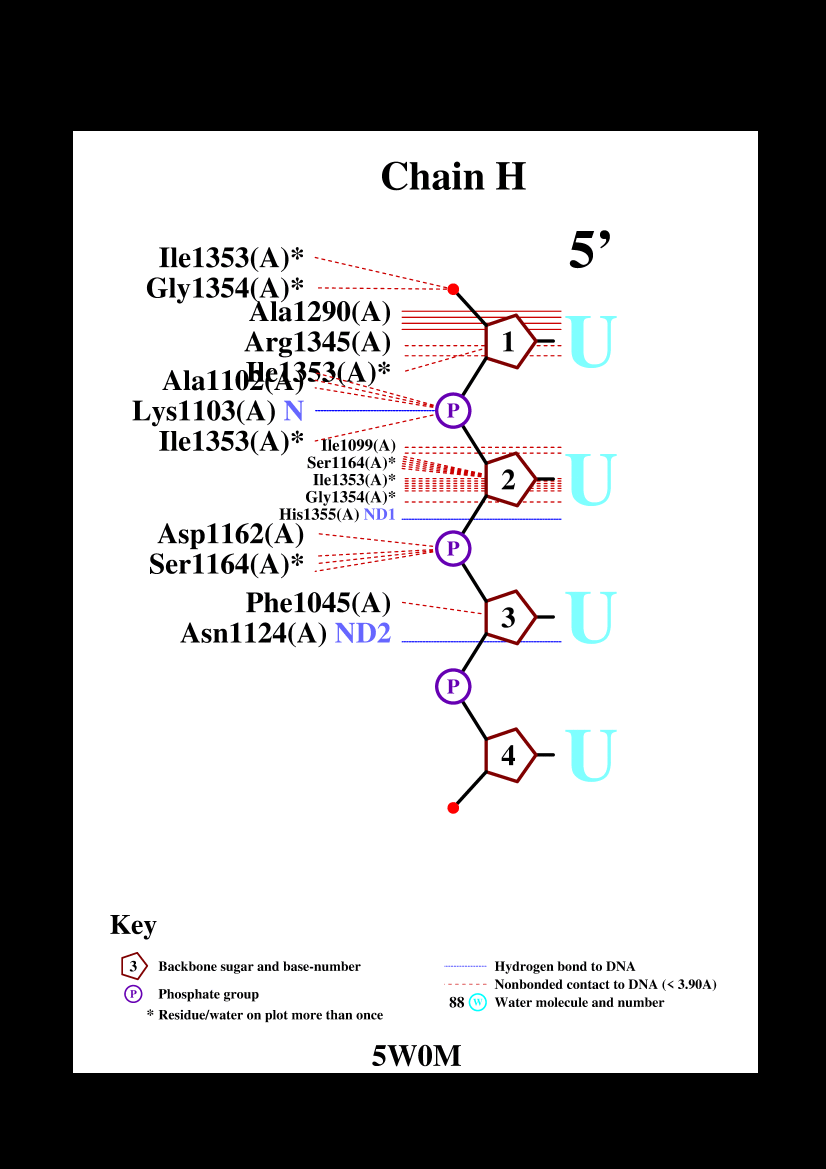 Chain H
5’
Ile1353(A)*
Gly1354(A)*
Ala1290(A)
Arg1345(A)
1 U
Ile1353(A)*
Ala1102(A)
Lys1103(A) N P
Ile1353(A)*
Ile1099(A)
Ser1164(A)*
Ile1353(A)* 2 U
Gly1354(A)*
His1355(A) ND1
Asp1162(A)
P
Ser1164(A)*
Phe1045(A)
3 U
Asn1124(A) ND2
P
4 U
Key
3 Backbone sugar and base-number
P Phosphate group
* Residue/water on plot more than once
Hydrogen bond to DNA
Nonbonded contact to DNA (< 3.90A)
88 W Water molecule and number
5W0M